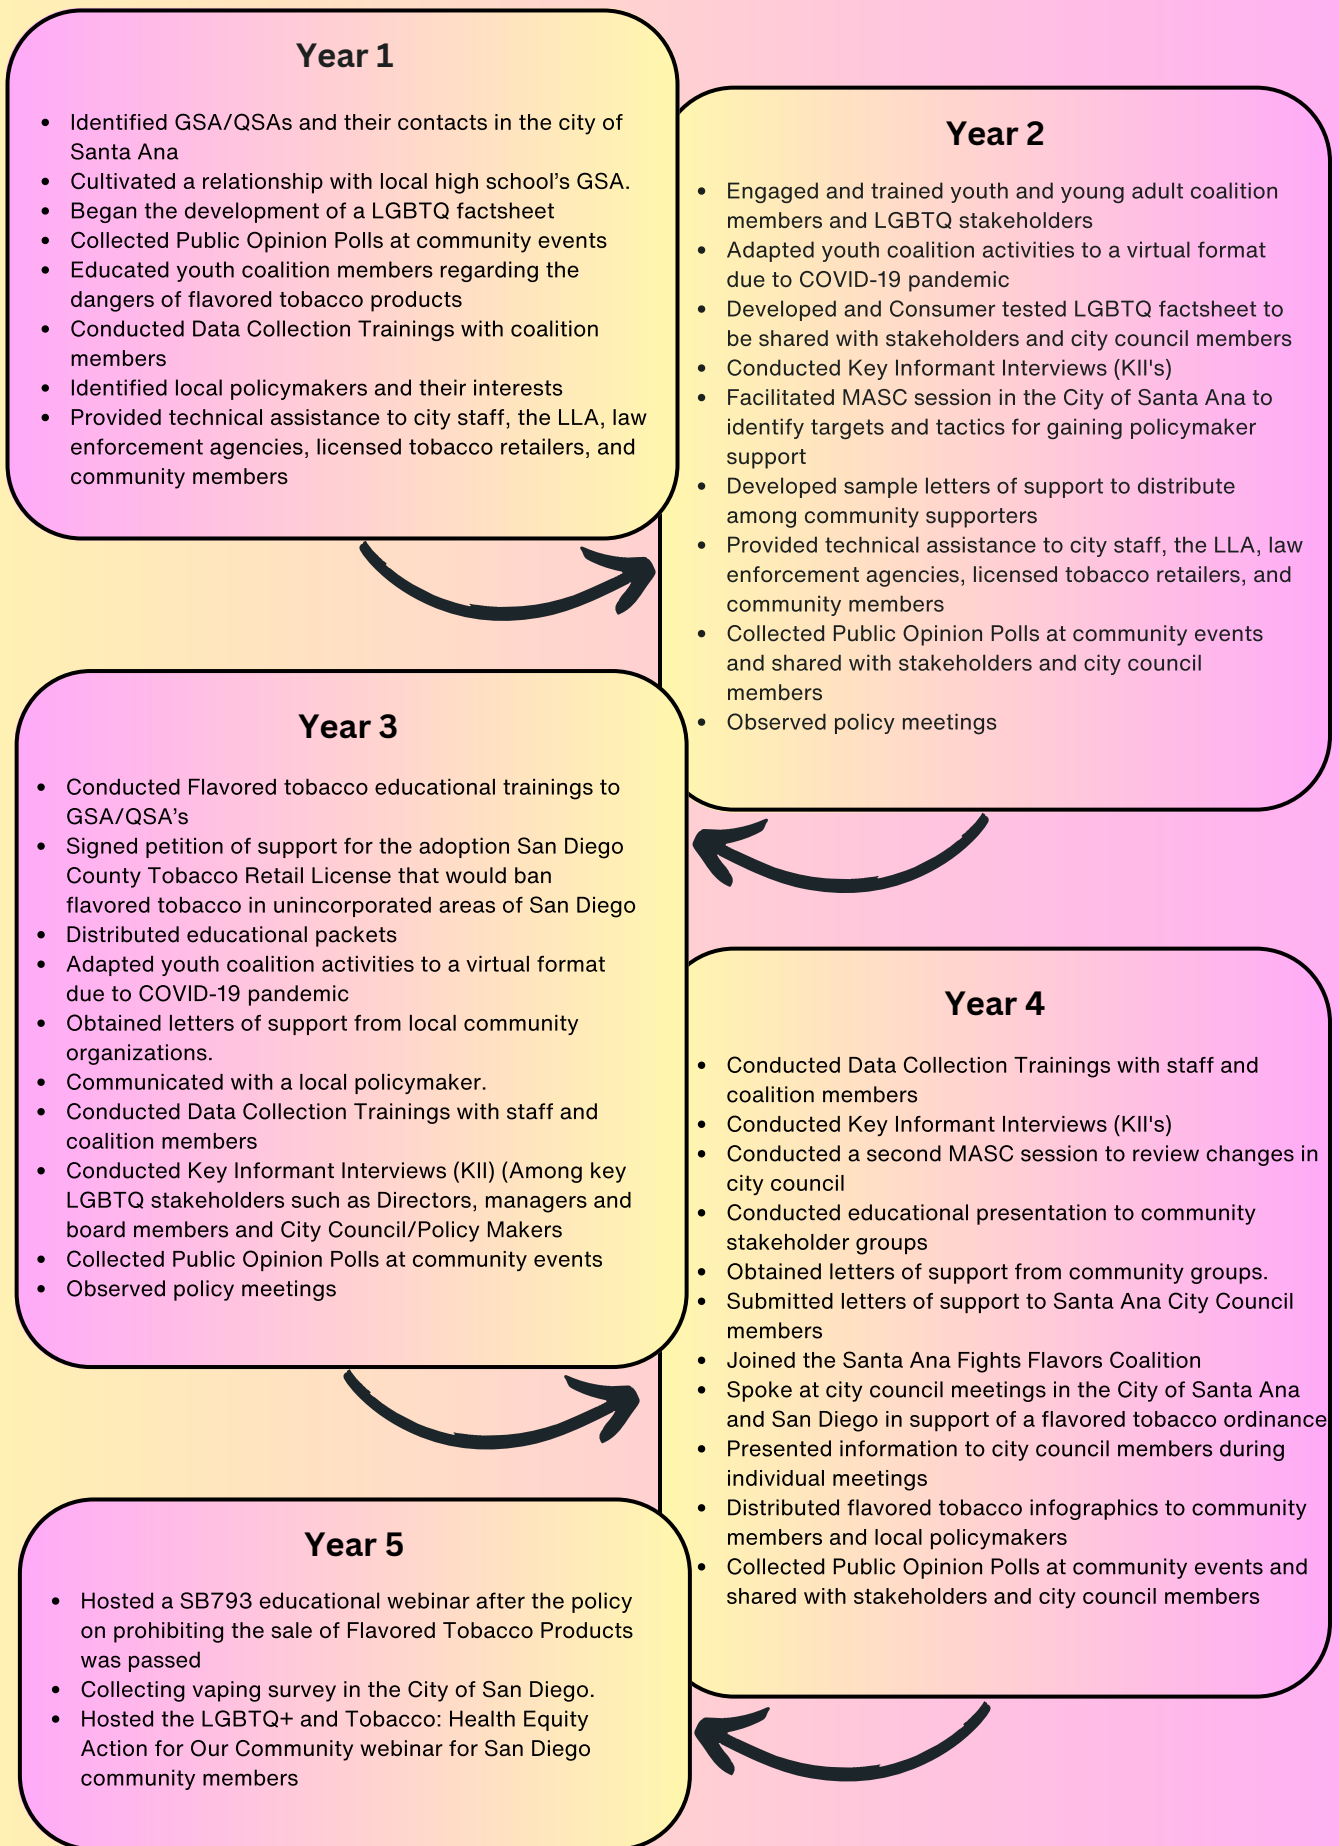 Year 1
• Identified GSA/QSAs and their contacts in the city of
Santa Ana
• Cultivated a relationship with local high school’s GSA.
• Began the development of a LGBTQ factsheet
• Collected Public Opinion Polls at community events
• Educated youth coalition members regarding the
dangers of flavored tobacco products
• Conducted Data Collection Trainings with coalition
members
• Identified local policymakers and their interests
• Provided technical assistance to city staff, the LLA, law
enforcement agencies, licensed tobacco retailers, and
community members
Year 2
• Engaged and trained youth and young adult coalition
members and LGBTQ stakeholders
• Adapted youth coalition activities to a virtual format
due to COVID-19 pandemic
• Developed and Consumer tested LGBTQ factsheet to
be shared with stakeholders and city council members
• Conducted Key Informant Interviews (KII's)
• Facilitated MASC session in the City of Santa Ana to
identify targets and tactics for gaining policymaker
support
• Developed sample letters of support to distribute
among community supporters
• Provided technical assistance to city staff, the LLA, law
enforcement agencies, licensed tobacco retailers, and
community members
• Collected Public Opinion Polls at community events
and shared with stakeholders and city council
members
• Observed policy meetings
Year 3
• Conducted Flavored tobacco educational trainings to
GSA/QSA’s
• Signed petition of support for the adoption San Diego
County Tobacco Retail License that would ban
flavored tobacco in unincorporated areas of San Diego
• Distributed educational packets
• Adapted youth coalition activities to a virtual format
due to COVID-19 pandemic
• Obtained letters of support from local community
organizations.
• Communicated with a local policymaker.
• Conducted Data Collection Trainings with staff and
coalition members
• Conducted Key Informant Interviews (KII) (Among key
LGBTQ stakeholders such as Directors, managers and
board members and City Council/Policy Makers
• Collected Public Opinion Polls at community events
• Observed policy meetings
Year 4
• Conducted Data Collection Trainings with staff and
coalition members
• Conducted Key Informant Interviews (KII's)
• Conducted a second MASC session to review changes in
city council
• Conducted educational presentation to community
stakeholder groups
• Obtained letters of support from community groups.
• Submitted letters of support to Santa Ana City Council
members
• Joined the Santa Ana Fights Flavors Coalition
• Spoke at city council meetings in the City of Santa Ana
and San Diego in support of a flavored tobacco ordinance
• Presented information to city council members during
individual meetings
• Distributed flavored tobacco infographics to community
members and local policymakers
• Collected Public Opinion Polls at community events and
shared with stakeholders and city council members
Year 5
• Hosted a SB793 educational webinar after the policy
on prohibiting the sale of Flavored Tobacco Products
was passed
• Collecting vaping survey in the City of San Diego.
• Hosted the LGBTQ+ and Tobacco: Health Equity
Action for Our Community webinar for San Diego
community members